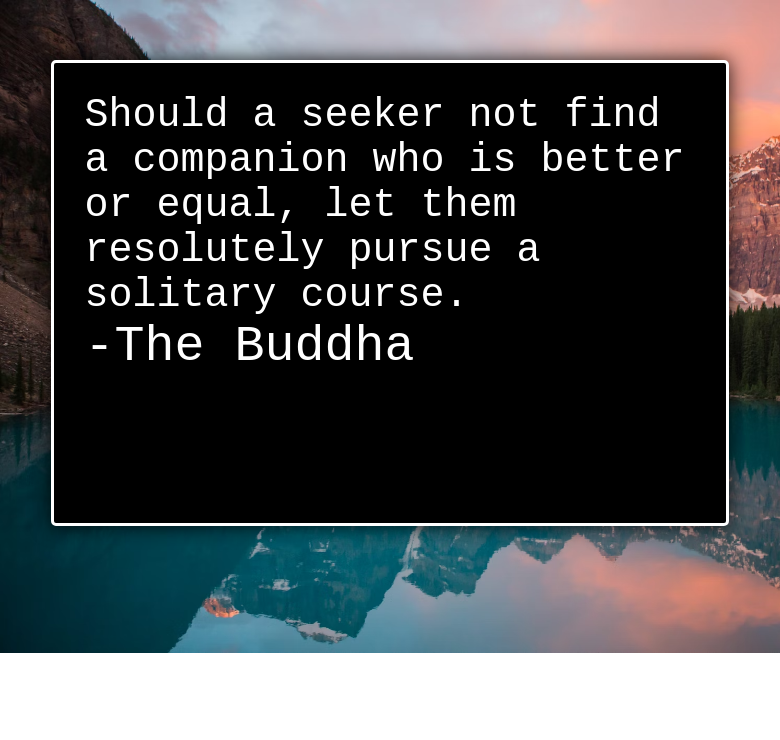 Should a seeker not find
a companion who is better
or equal, let them
resolutely pursue a
solitary course.
-The Buddha